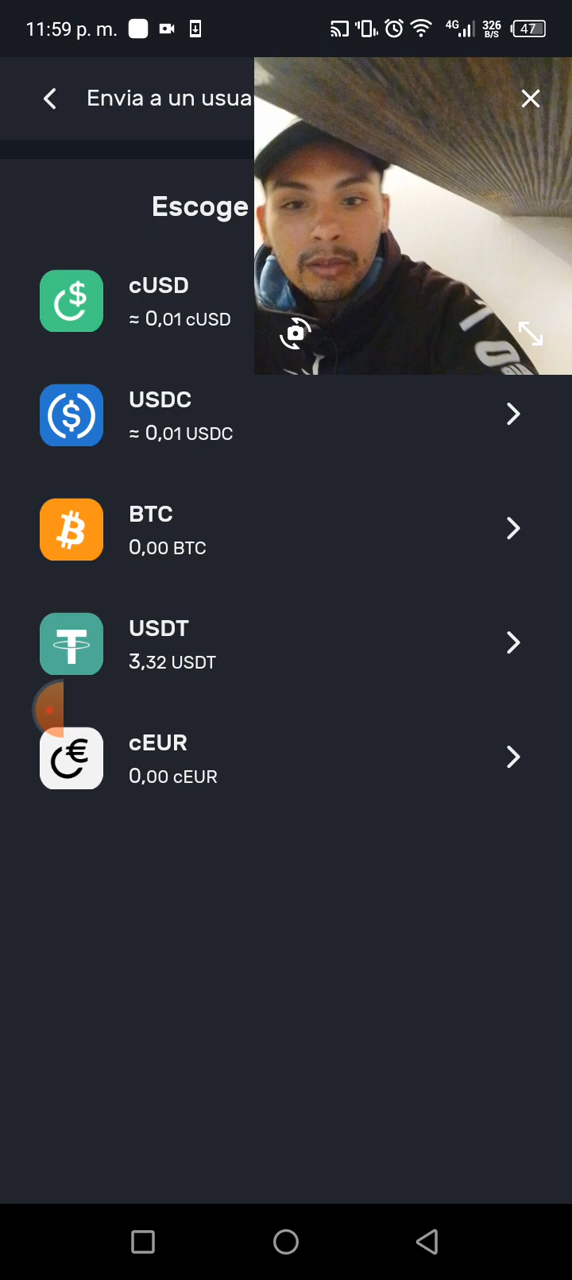 11:59 p. m.
4G
326
B/S
47
Envia a un usua
Escoge
cUSD
≈ 0,01 cUSD
USDC
≈ 0,01 USDC
BTC
0,00 BTC
USDT
3,32 USDT
cEUR
0,00 cEUR